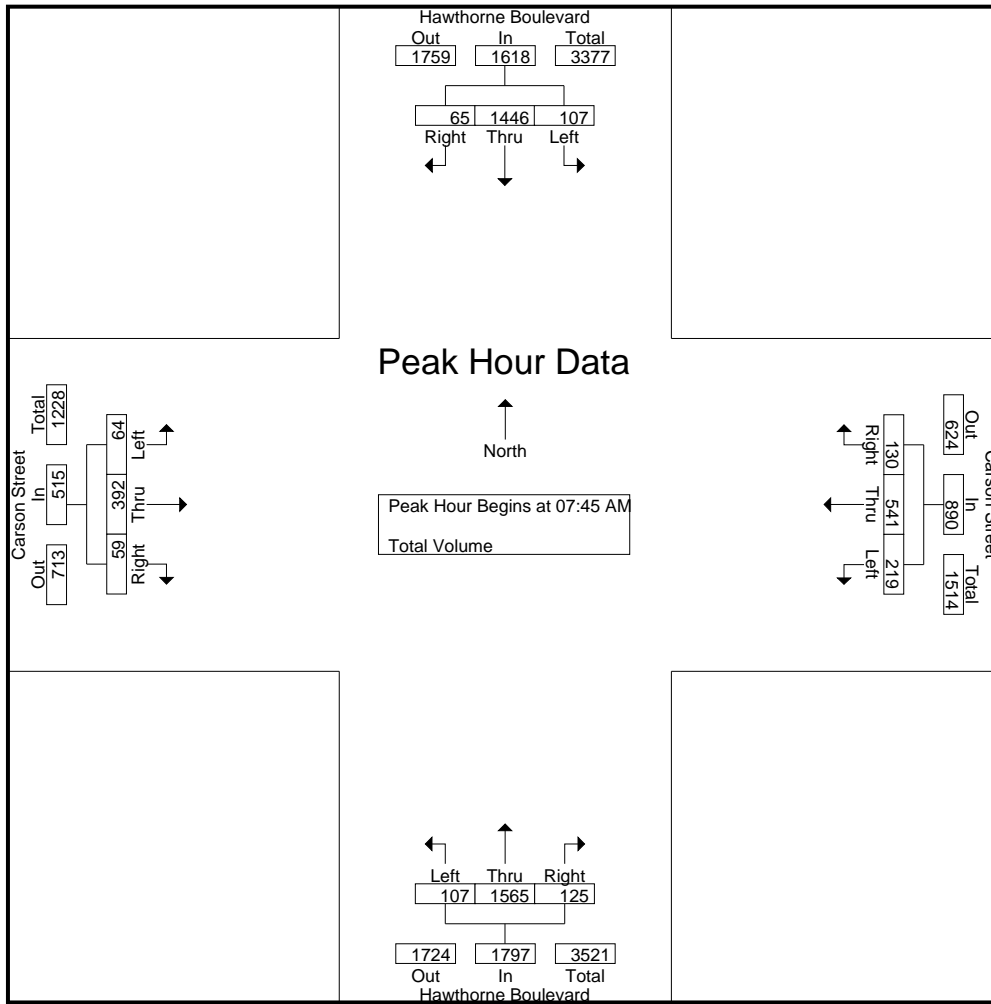 Hawthorne Boulevard
Out In Total
1759 1618 3377
65 1446 107
Right Thru Left
Peak Hour Data
North
Peak Hour Begins at 07:45 AM
Total Volume
Carson Street
Total In Out
1228 515 713
64 392 59
Left Thru Right
Right Thru Left
130 541 219
624 890 1514
Out In Total
Carson Street
Left Thru Right
107 1565 125
1724 1797 3521
Out In Total
Hawthorne Boulevard